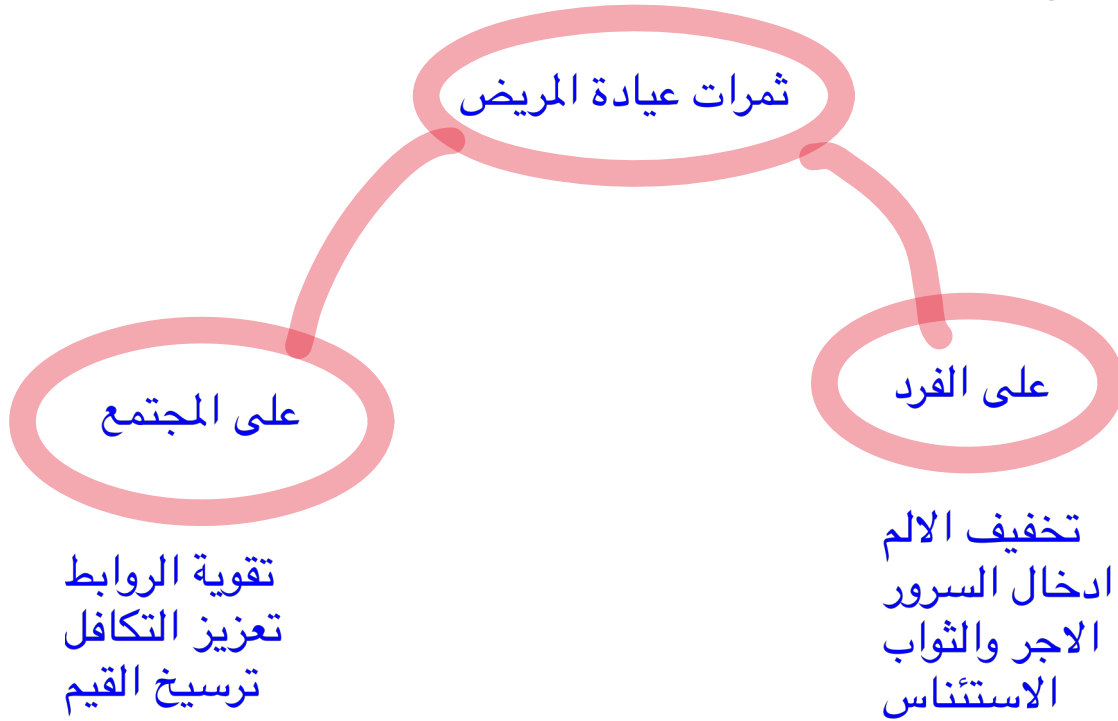 ثمرات عيادة المريض
على الفرد
تخفيف الالم
ادخال السرور
الاجر والثواب
الاستئناس
على المجتمع
تقوية الروابط
تعزيز التكافل
ترسيخ القيم